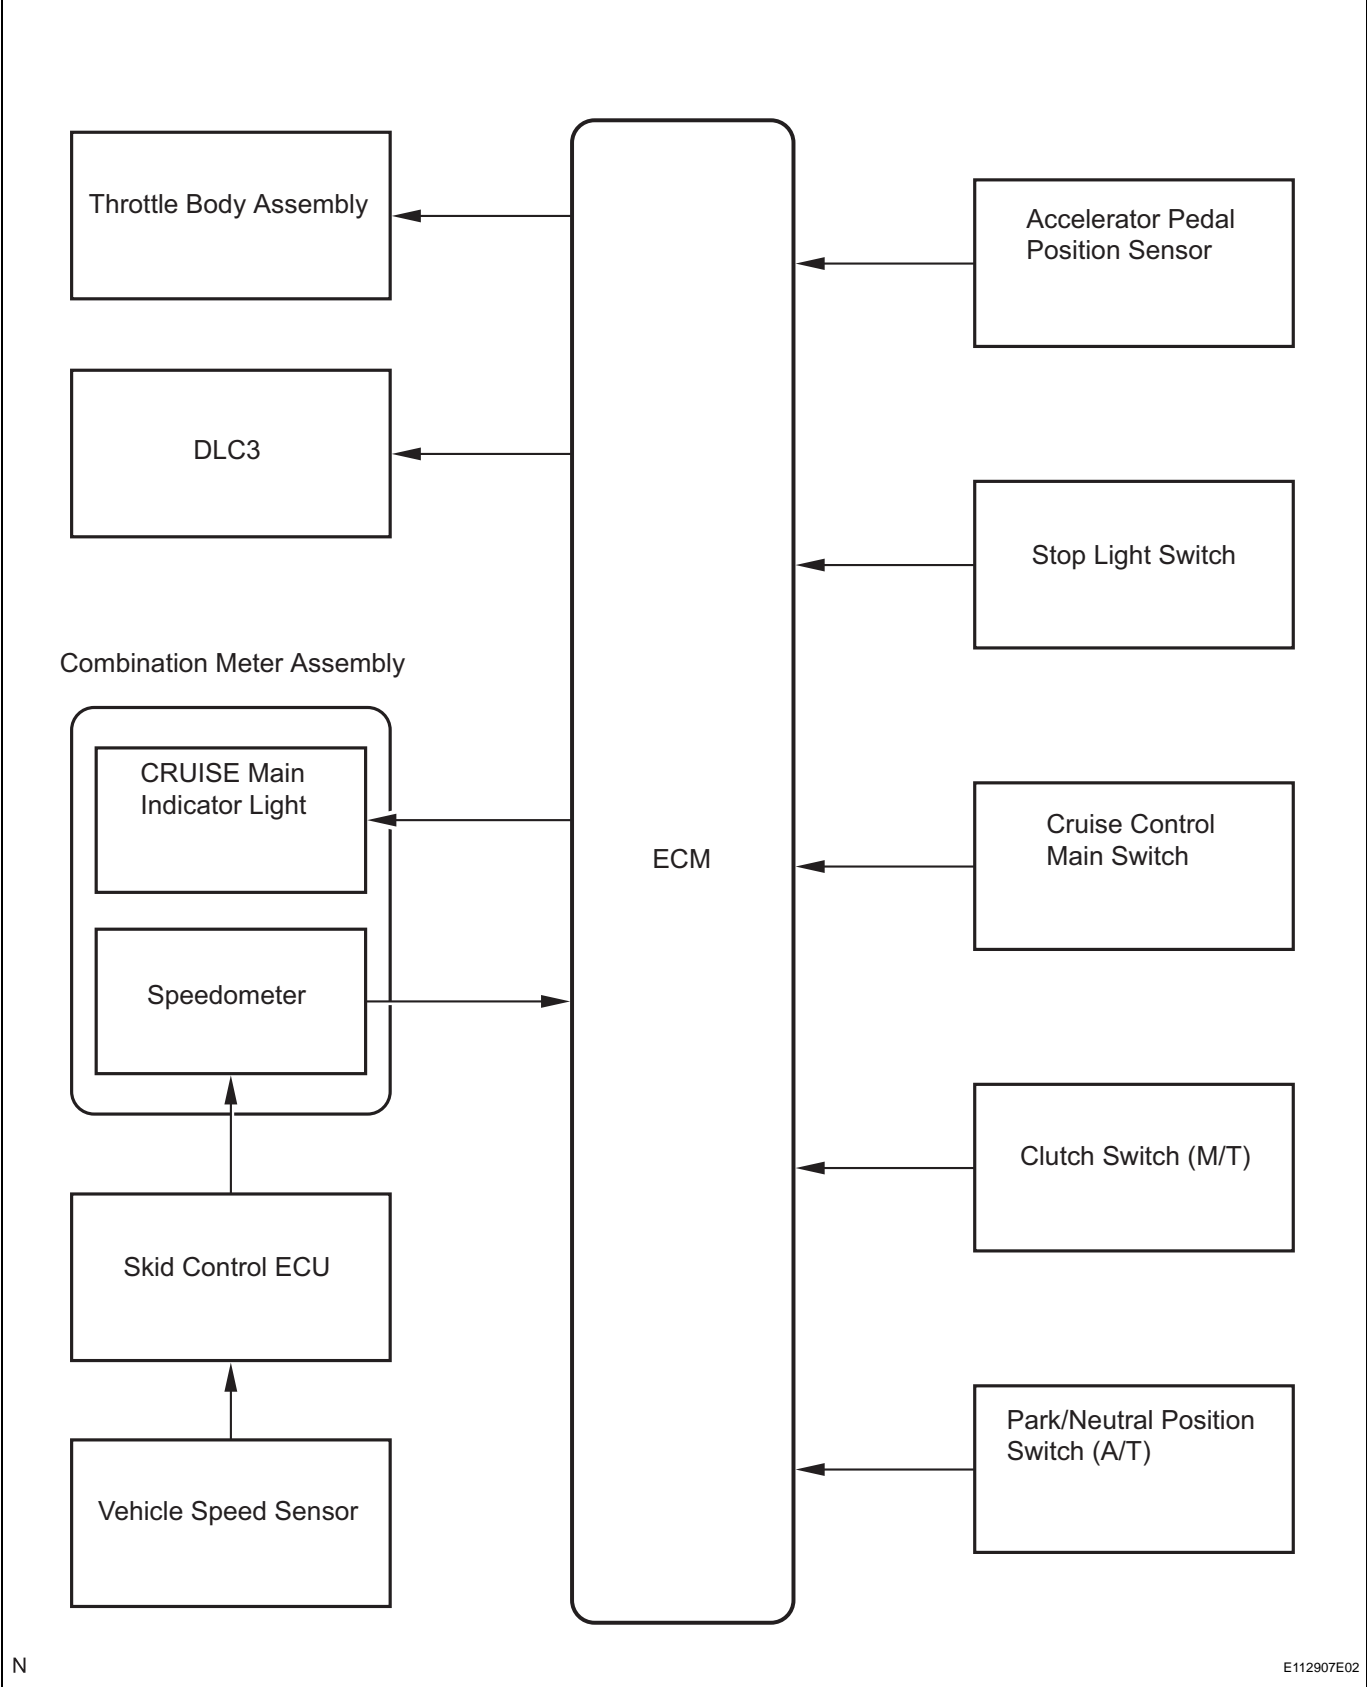 Throttle Body Assembly
Accelerator Pedal
Position Sensor
DLC3
Stop Light Switch
Combination Meter Assembly
CRUISE Main
Indicator Light
Cruise Control
Main Switch
ECM
Speedometer
Clutch Switch (M/T)
Skid Control ECU
Park/Neutral Position
Switch (A/T)
Vehicle Speed Sensor
N
E112907E02